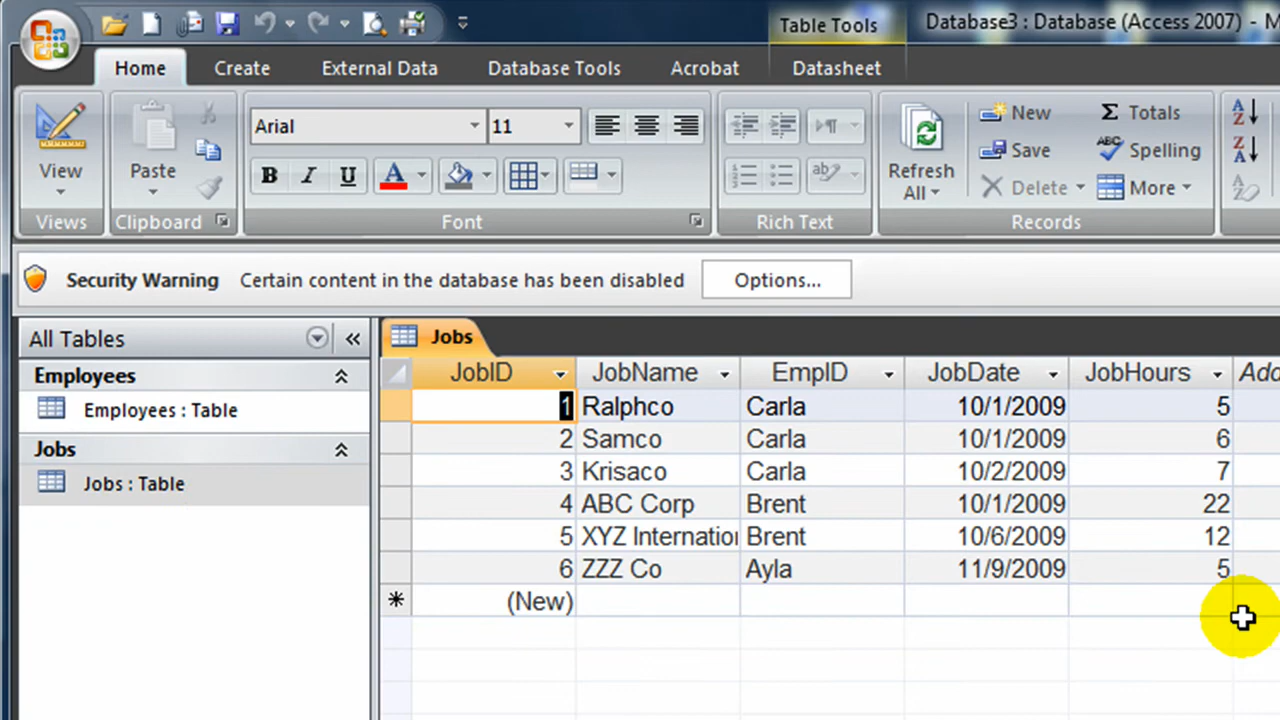 Table Tools
Database3 : Database (Access 2007) -
Home Create External Data Database Tools Acrobat Datasheet
View
Paste
Arial
11
B I U A
Refresh All
New
Save
Delete
Σ Totals
ABC Spelling
More
A Z
Z A
A Z
Views
Clipboard
Font
Rich Text
Records
Security Warning Certain content in the database has been disabled Options...
All Tables
Employees
Employees : Table
Jobs
Jobs : Table
Jobs
JobID JobName EmpID JobDate JobHours Add
1 Ralphco Carla 10/1/2009 5
2 Samco Carla 10/1/2009 6
3 Krisaco Carla 10/2/2009 7
4 ABC Corp Brent 10/1/2009 22
5 XYZ Internation Brent 10/6/2009 12
6 ZZZ Co Ayla 11/9/2009 5
(New)